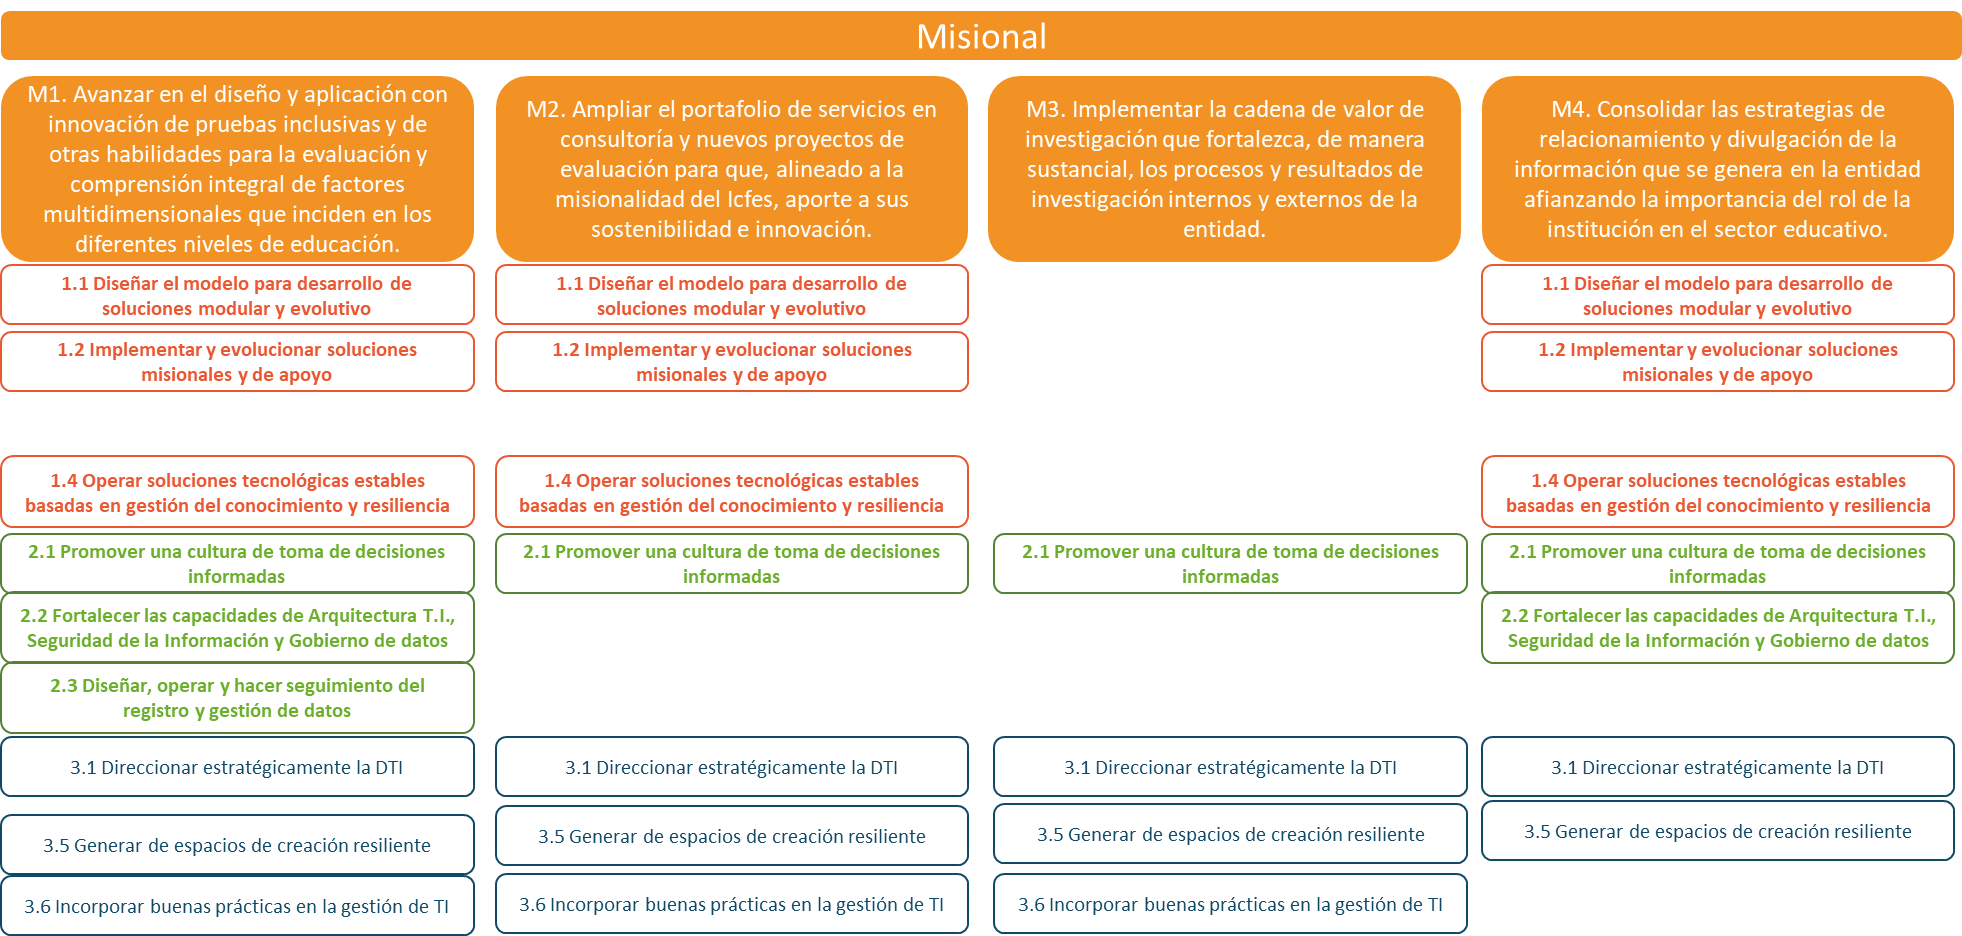 Misional
M1. Avanzar en el diseño y aplicación con
innovación de pruebas inclusivas y de
otras habilidades para la evaluación y
comprensión integral de factores
multidimensionales que inciden en los
diferentes niveles de educación.
1.1 Diseñar el modelo para desarrollo de
soluciones modular y evolutivo
1.2 Implementar y evolucionar soluciones
misionales y de apoyo
1.4 Operar soluciones tecnológicas estables
basadas en gestión del conocimiento y resiliencia
2.1 Promover una cultura de toma de decisiones
informadas
2.2 Fortalecer las capacidades de Arquitectura T.I.,
Seguridad de la Información y Gobierno de datos
2.3 Diseñar, operar y hacer seguimiento del
registro y gestión de datos
3.1 Direccionar estratégicamente la DTI
3.5 Generar de espacios de creación resiliente
3.6 Incorporar buenas prácticas en la gestión de TI
M2. Ampliar el portafolio de servicios en
consultoría y nuevos proyectos de
evaluación para que, alineado a la
misionalidad del Icfes, aporte a sus
sostenibilidad e innovación.
1.1 Diseñar el modelo para desarrollo de
soluciones modular y evolutivo
1.2 Implementar y evolucionar soluciones
misionales y de apoyo
1.4 Operar soluciones tecnológicas estables
basadas en gestión del conocimiento y resiliencia
2.1 Promover una cultura de toma de decisiones
informadas
3.1 Direccionar estratégicamente la DTI
3.5 Generar de espacios de creación resiliente
3.6 Incorporar buenas prácticas en la gestión de TI
M3. Implementar la cadena de valor de
investigación que fortalezca, de manera
sustancial, los procesos y resultados de
investigación internos y externos de la
entidad.
2.1 Promover una cultura de toma de decisiones
informadas
3.1 Direccionar estratégicamente la DTI
3.5 Generar de espacios de creación resiliente
3.6 Incorporar buenas prácticas en la gestión de TI
M4. Consolidar las estrategias de
relacionamiento y divulgación de la
información que se genera en la entidad
afianzando la importancia del rol de la
institución en el sector educativo.
1.1 Diseñar el modelo para desarrollo de
soluciones modular y evolutivo
1.2 Implementar y evolucionar soluciones
misionales y de apoyo
1.4 Operar soluciones tecnológicas estables
basadas en gestión del conocimiento y resiliencia
2.1 Promover una cultura de toma de decisiones
informadas
2.2 Fortalecer las capacidades de Arquitectura T.I.,
Seguridad de la Información y Gobierno de datos
3.1 Direccionar estratégicamente la DTI
3.5 Generar de espacios de creación resiliente